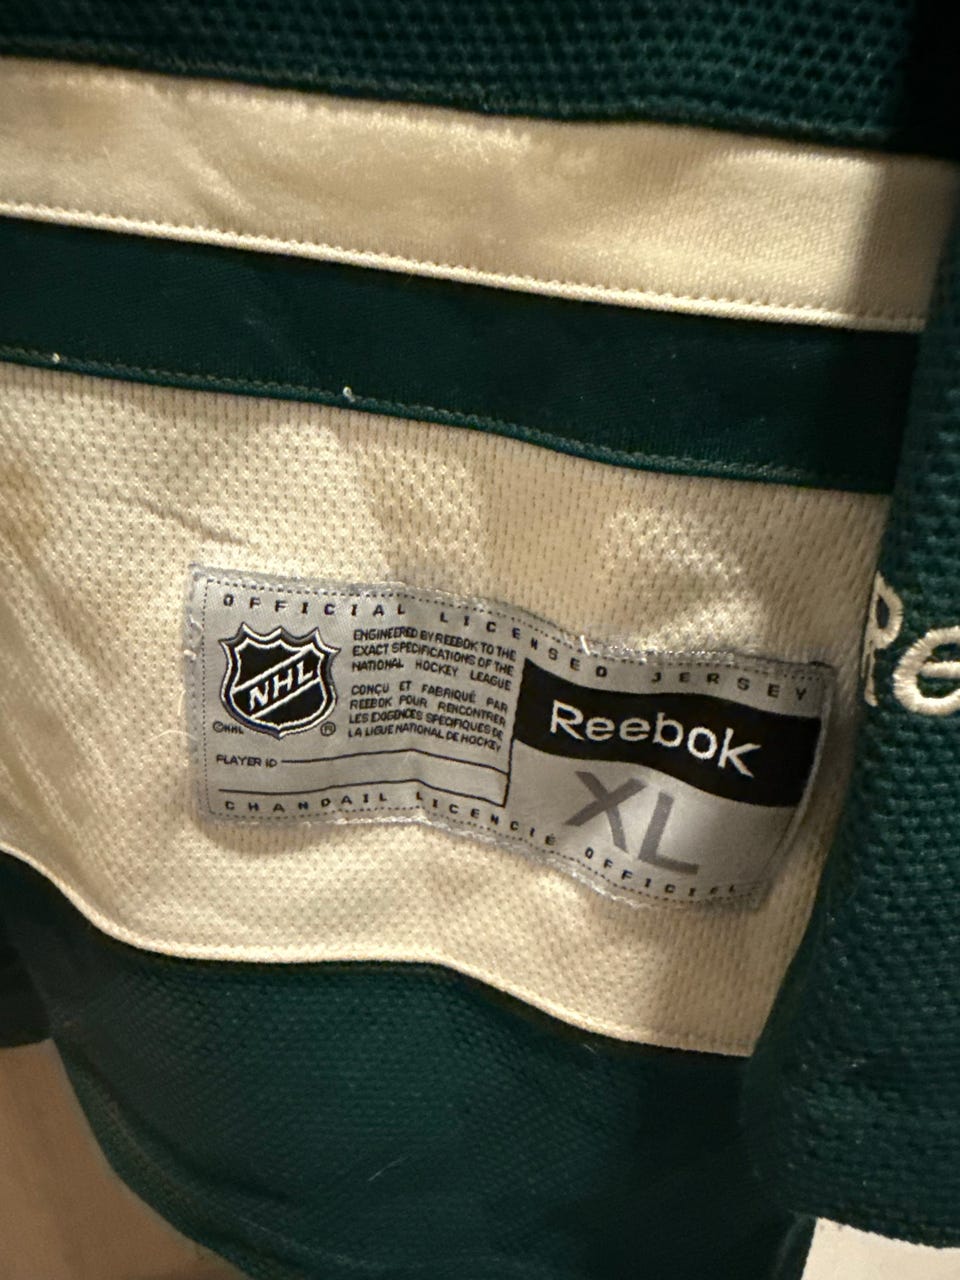 OFFICIAL LICENSED JERSEY
NHL
©NHL
®
ENGINEERED BY REEBOK TO THE
EXACT SPECIFICATIONS OF THE
NATIONAL HOCKEY LEAGUE
CONÇU ET FABRIQUÉ PAR
REEBOK POUR RENCONTRER
LES EXIGENCES SPÉCIFIQUES DE
LA LIGUE NATIONAL DE HOCKEY
PLAYER ID
Reebok
XL
CHANDAIL LICENCIÉ OFFICIEL
Re